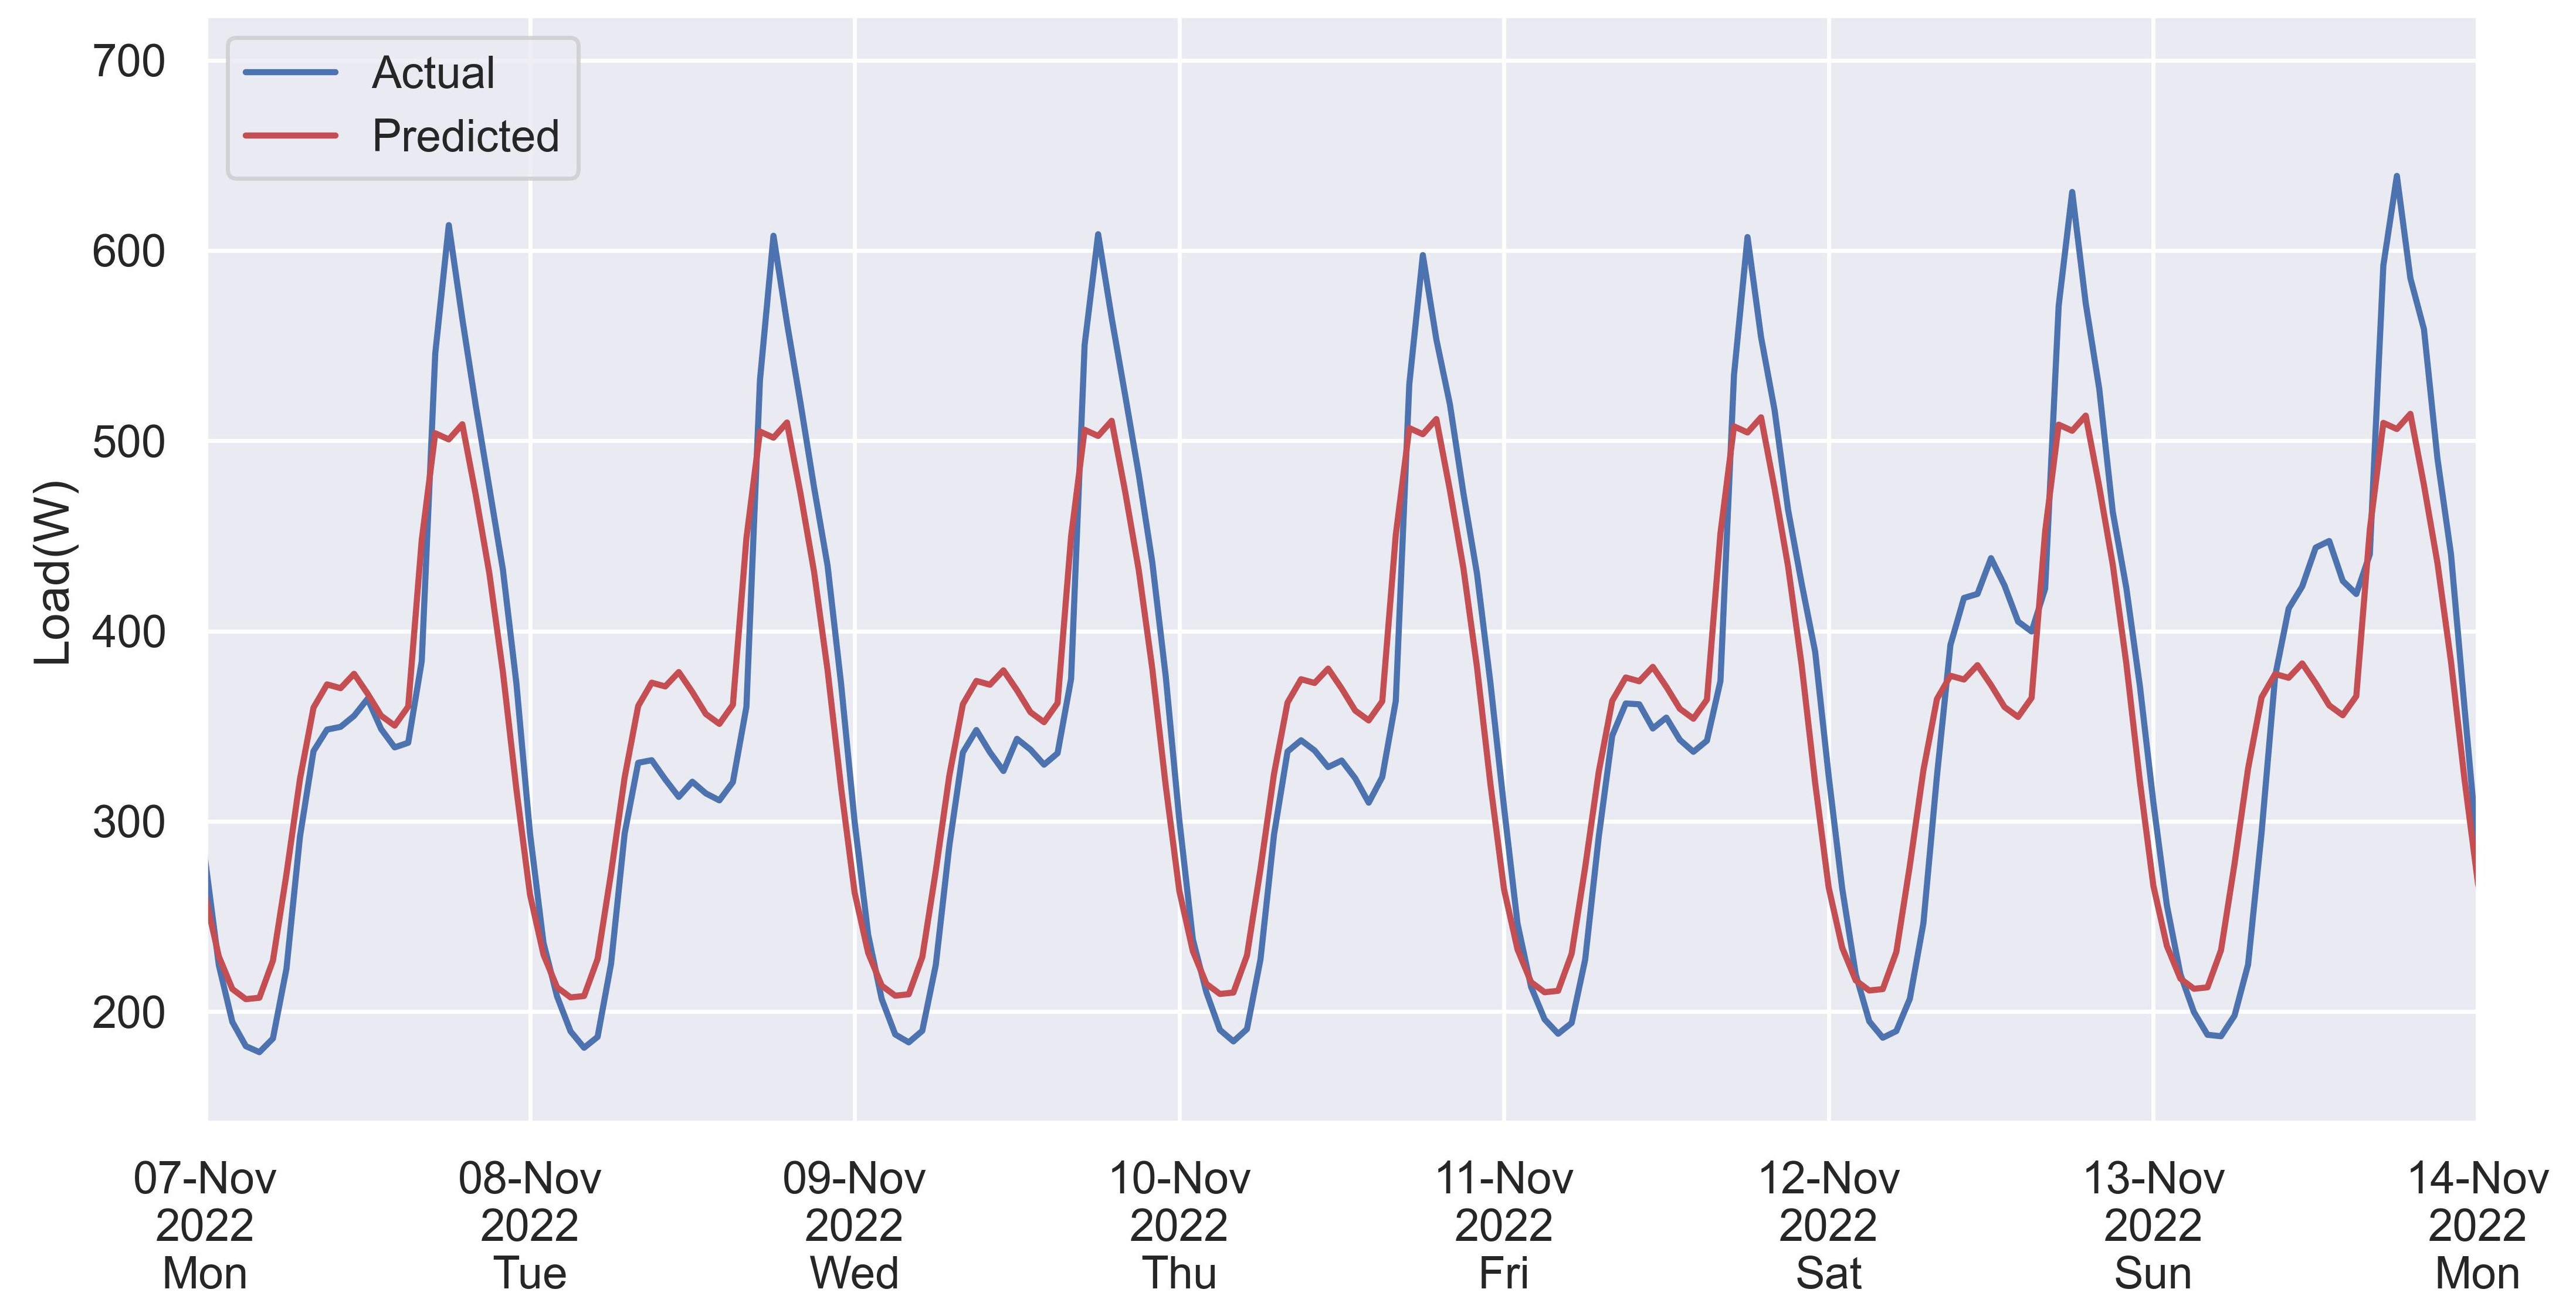 700
600
500
400
300
200
Load(W)
Actual
Predicted
07-Nov
2022
Mon
08-Nov
2022
Tue
09-Nov
2022
Wed
10-Nov
2022
Thu
11-Nov
2022
Fri
12-Nov
2022
Sat
13-Nov
2022
Sun
14-Nov
2022
Mon